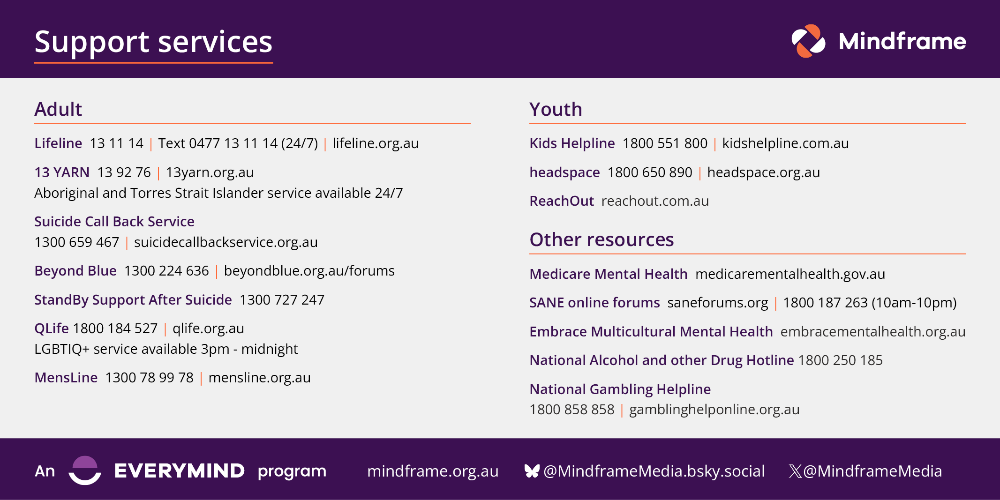 Support services
Mindframe
Adult
Lifeline 13 11 14 | Text 0477 13 11 14 (24/7) | lifeline.org.au
13 YARN 13 92 76 | 13yarn.org.au
Aboriginal and Torres Strait Islander service available 24/7
Suicide Call Back Service
1300 659 467 | suicidecallbackservice.org.au
Beyond Blue 1300 224 636 | beyondblue.org.au/forums
StandBy Support After Suicide 1300 727 247
QLife 1800 184 527 | qlife.org.au
LGBTIQ+ service available 3pm - midnight
MensLine 1300 78 99 78 | mensline.org.au
Youth
Kids Helpline 1800 551 800 | kidshelpline.com.au
headspace 1800 650 890 | headspace.org.au
ReachOut reachout.com.au
Other resources
Medicare Mental Health medicarementalhealth.gov.au
SANE online forums saneforums.org | 1800 187 263 (10am-10pm)
Embrace Multicultural Mental Health embracementalhealth.org.au
National Alcohol and other Drug Hotline 1800 250 185
National Gambling Helpline
1800 858 858 | gamblinghelponline.org.au
An EVERYMIND program mindframe.org.au @MindframeMedia.bsky.social @MindframeMedia